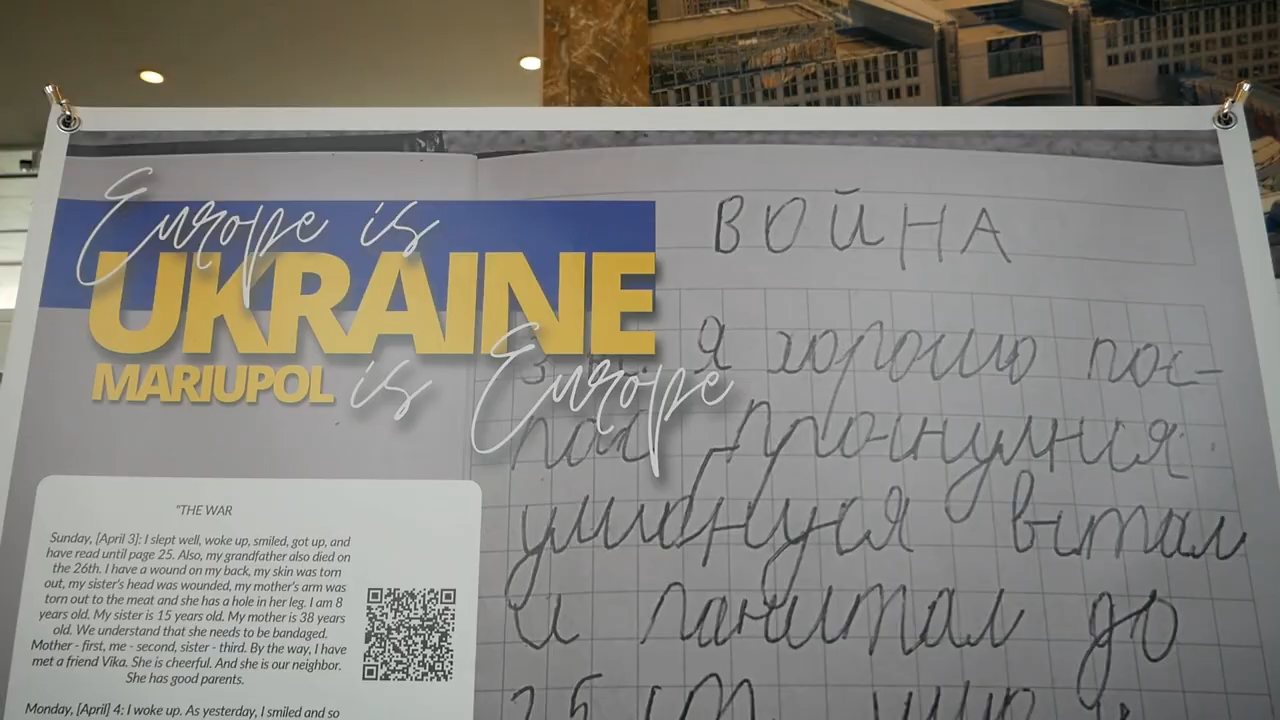 Europe is
UKRAINE
MARIUPOL is Europe
"THE WAR
Sunday, [April 3]: I slept well, woke up, smiled, got up, and
have read until page 25. Also, my grandfather also died on
the 26th. I have a wound on my back, my skin was torn
out, my sister's head was wounded, my mother's arm was
torn out to the meat and she has a hole in her leg. I am 8
years old. My sister is 15 years old. My mother is 38 years
old. We understand that she needs to be bandaged.
Mother - first, me - second, sister - third. By the way, I have
met a friend Vika. She is cheerful. And she is our neighbor.
She has good parents.
Monday, [April] 4: I woke up. As yesterday, I smiled and so
ВОЙНА
Я хорошо пос-
пал проснулмся
улибнулся встал
и пачитал до
25